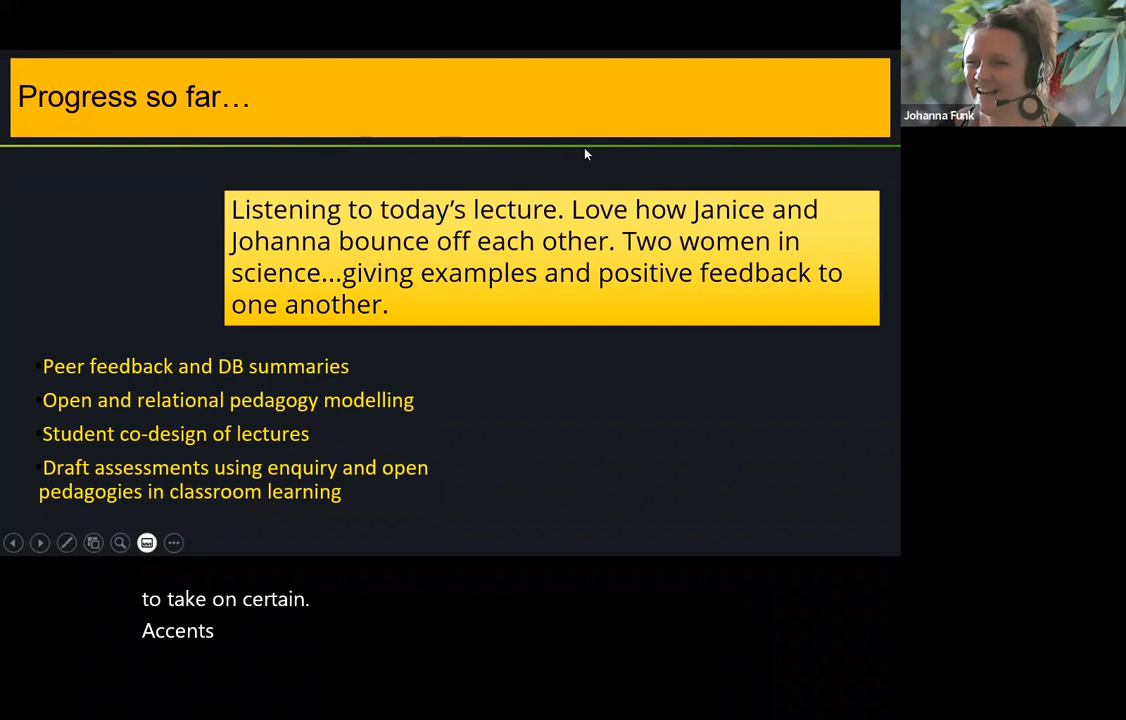 Progress so far…
Johanna Funk
Listening to today's lecture. Love how Janice and
Johanna bounce off each other. Two women in
science…giving examples and positive feedback to
one another.
•Peer feedback and DB summaries
•Open and relational pedagogy modelling
•Student co-design of lectures
•Draft assessments using enquiry and open
pedagogies in classroom learning
to take on certain.
Accents